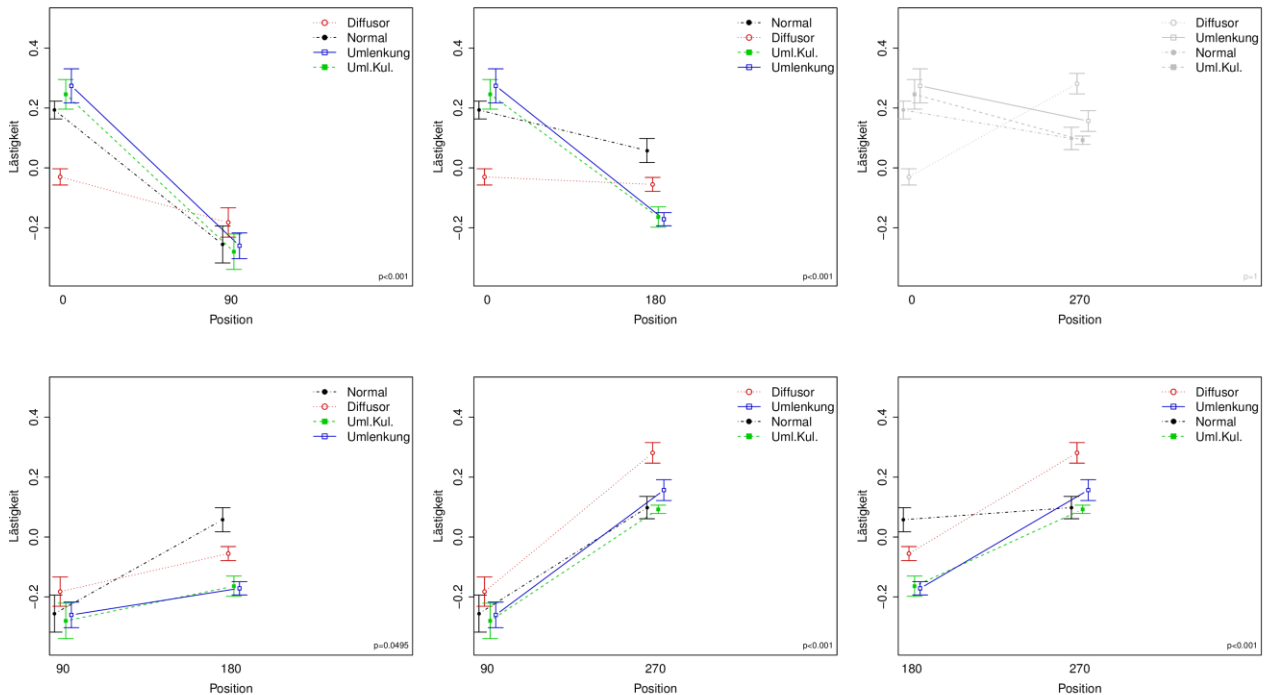 Diffusor
Normal
Umlenkung
Uml.Kul.
Lästigkeit
0.4
0.2
0.0
−0.2
p<0.001
0
90
Position
Normal
Diffusor
Uml.Kul.
Umlenkung
Lästigkeit
0.4
0.2
0.0
−0.2
p<0.001
0
180
Position
Diffusor
Umlenkung
Normal
Uml.Kul.
Lästigkeit
0.4
0.2
0.0
−0.2
p=1
0
270
Position
Normal
Diffusor
Uml.Kul.
Umlenkung
Lästigkeit
0.4
0.2
0.0
−0.2
p=0.0495
90
180
Position
Diffusor
Umlenkung
Normal
Uml.Kul.
Lästigkeit
0.4
0.2
0.0
−0.2
p<0.001
90
270
Position
Diffusor
Umlenkung
Normal
Uml.Kul.
Lästigkeit
0.4
0.2
0.0
−0.2
p<0.001
180
270
Position